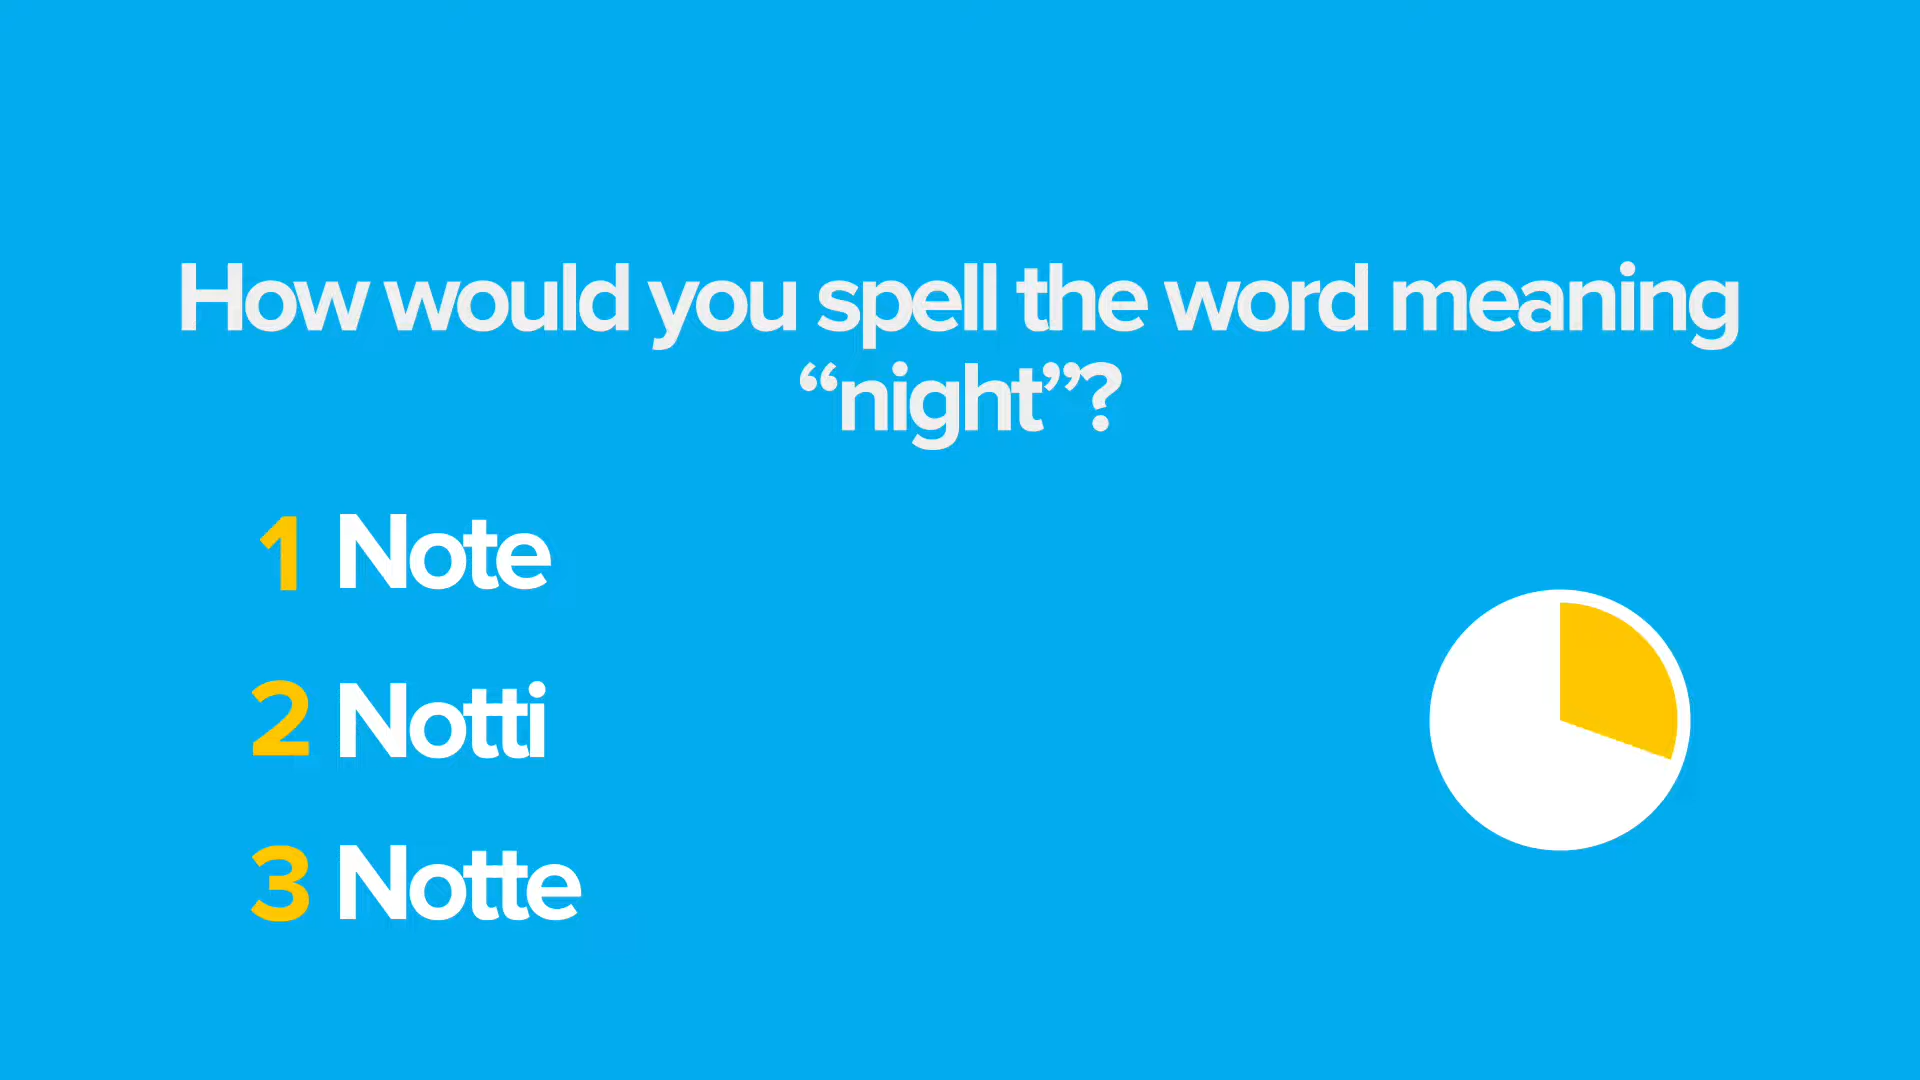 How would you spell the word meaning
“night”?
1 Note
2 Notti
3 Notte